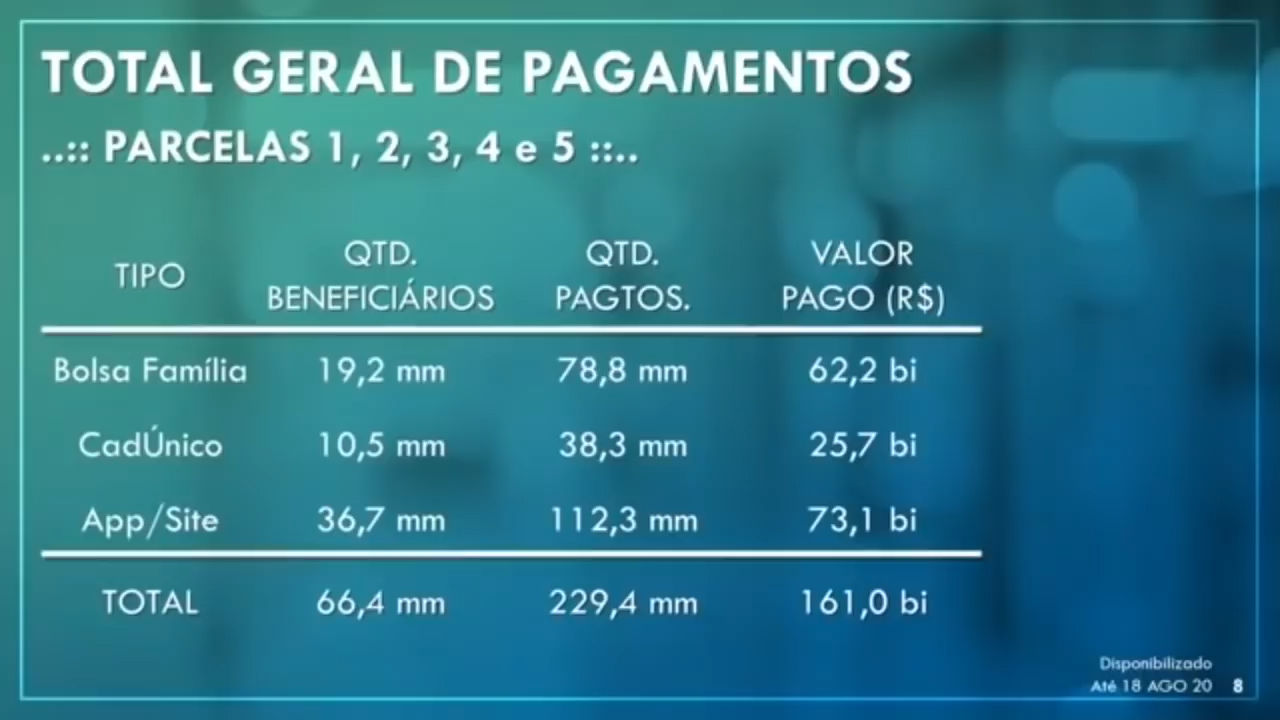 TOTAL GERAL DE PAGAMENTOS
..:: PARCELAS 1, 2, 3, 4 e 5 ::..
TIPO QTD. BENEFICIÁRIOS QTD. PAGTOS. VALOR PAGO (R$)
Bolsa Família 19,2 mm 78,8 mm 62,2 bi
CadÚnico 10,5 mm 38,3 mm 25,7 bi
App/Site 36,7 mm 112,3 mm 73,1 bi
TOTAL 66,4 mm 229,4 mm 161,0 bi
Disponibilizado
Até 18 AGO 20 8